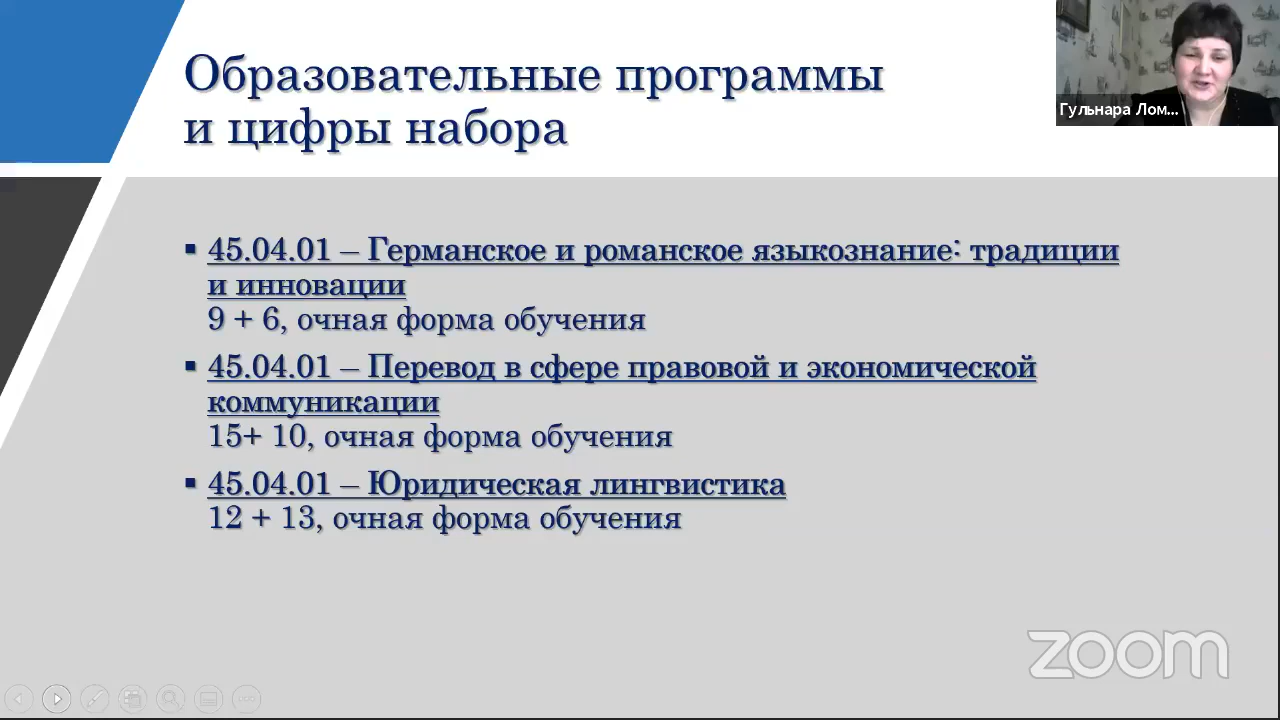 Образовательные программы
и цифры набора
Гульнара Лом...
▪ 45.04.01 – Германское и романское языкознание: традиции
и инновации
9 + 6, очная форма обучения
▪ 45.04.01 – Перевод в сфере правовой и экономической
коммуникации
15+ 10, очная форма обучения
▪ 45.04.01 – Юридическая лингвистика
12 + 13, очная форма обучения
zoom